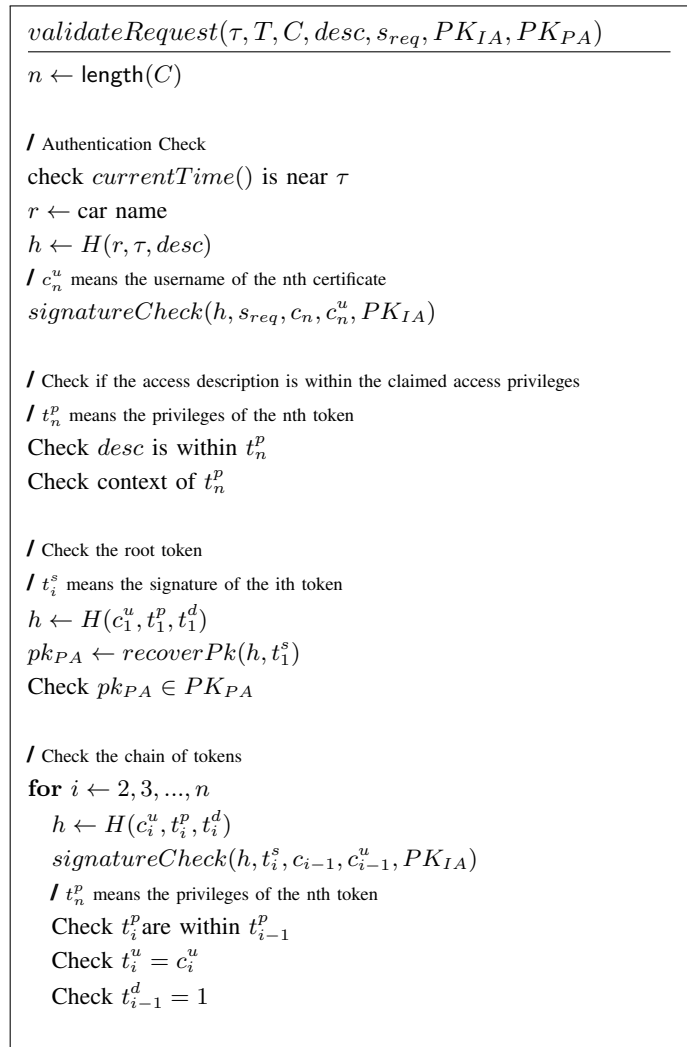 validateRequest(τ, T, C, desc, s_req, PK_IA, PK_PA)
n ← length(C)
/ Authentication Check
check currentTime() is near τ
r ← car name
h ← H(r, τ, desc)
/ c_n^u means the username of the nth certificate
signatureCheck(h, s_req, c_n, c_n^u, PK_IA)
/ Check if the access description is within the claimed access privileges
/ t_n^p means the privileges of the nth token
Check desc is within t_n^p
Check context of t_n^p
/ Check the root token
/ t_i^s means the signature of the ith token
h ← H(c_1^u, t_1^p, t_1^d)
pk_PA ← recoverPk(h, t_1^s)
Check pk_PA ∈ PK_PA
/ Check the chain of tokens
for i ← 2, 3, ..., n
h ← H(c_i^u, t_i^p, t_i^d)
signatureCheck(h, t_i^s, c_{i−1}, c_{i−1}^u, PK_IA)
/ t_n^p means the privileges of the nth token
Check t_i^p are within t_{i−1}^p
Check t_i^u = c_i^u
Check t_{i−1}^d = 1